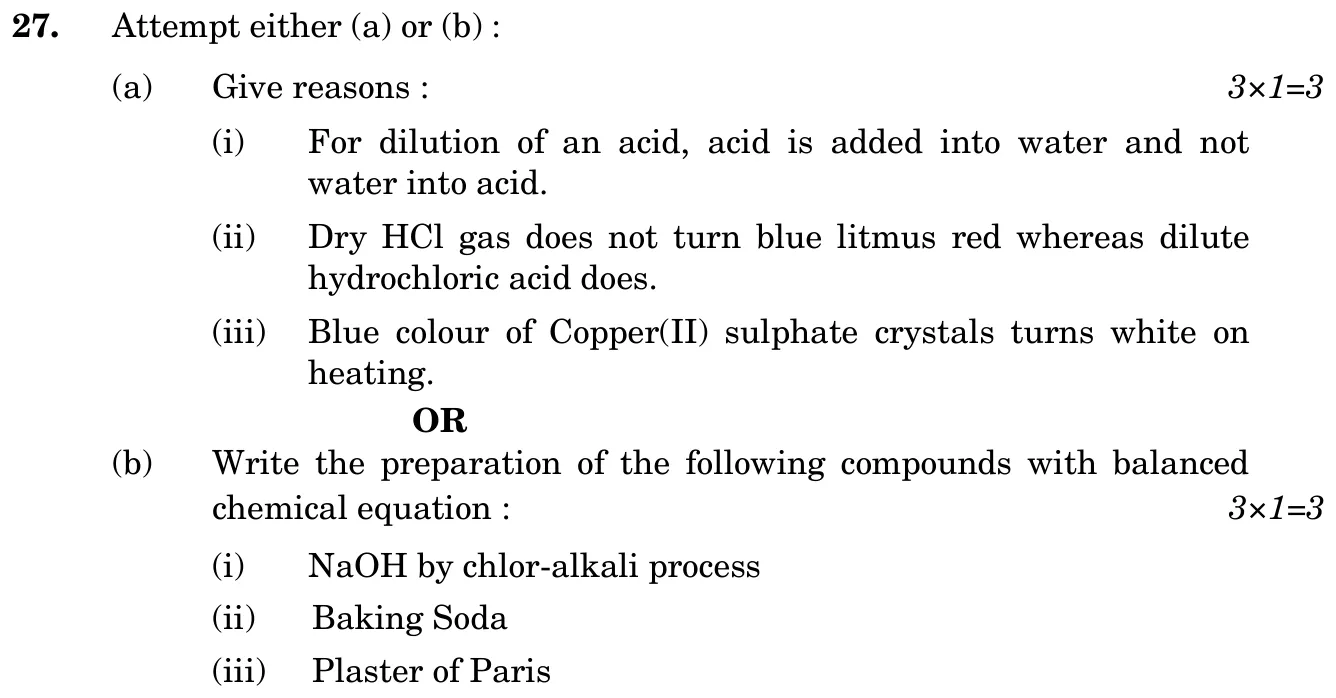 27. Attempt either (a) or (b) :
(a) Give reasons : 3×1=3
(i) For dilution of an acid, acid is added into water and not
water into acid.
(ii) Dry HCl gas does not turn blue litmus red whereas dilute
hydrochloric acid does.
(iii) Blue colour of Copper(II) sulphate crystals turns white on
heating.
OR
(b) Write the preparation of the following compounds with balanced
chemical equation : 3×1=3
(i) NaOH by chlor-alkali process
(ii) Baking Soda
(iii) Plaster of Paris